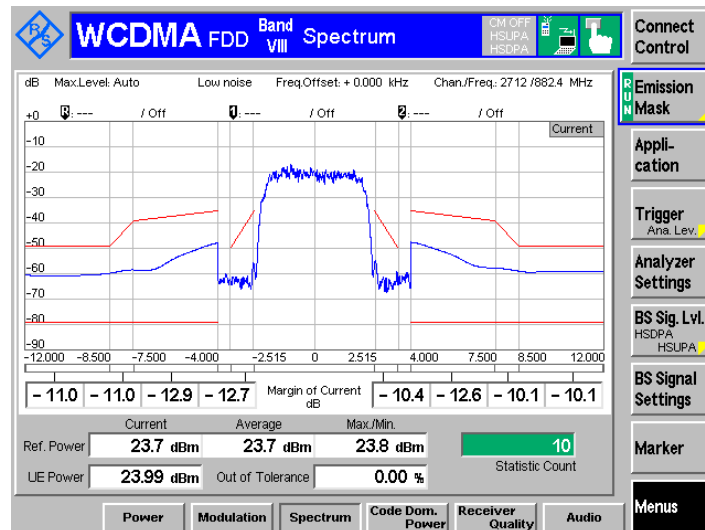 R&S
WCDMA FDD Band VIII Spectrum
CM OFF
HSUPA
HSDPA
Connect Control
dB Max.Level: Auto Low noise Freq.Offset: + 0.000 kHz Chan./Freq.: 2712 /882.4 MHz
RUN
Emission Mask
+0 R: --- / Off 1: --- / Off 2: --- / Off
Current
-10
-20
-30
-40
-50
-60
-70
-80
-90
-12.000 -8.500 -7.500 -4.000 -2.515 0 2.515 4.000 7.500 8.500 12.000
Appli-
cation
Trigger
Ana. Lev.
Analyzer Settings
BS Sig. Lvl.
HSDPA
HSUPA
BS Signal Settings
Marker
Menus
- 11.0 - 11.0 - 12.9 - 12.7 Margin of Current dB - 10.4 - 12.6 - 10.1 - 10.1
Current Average Max./Min.
Ref. Power 23.7 dBm 23.7 dBm 23.8 dBm 10
Statistic Count
UE Power 23.99 dBm Out of Tolerance 0.00 %
Power Modulation Spectrum Code Dom. Power Receiver Quality Audio